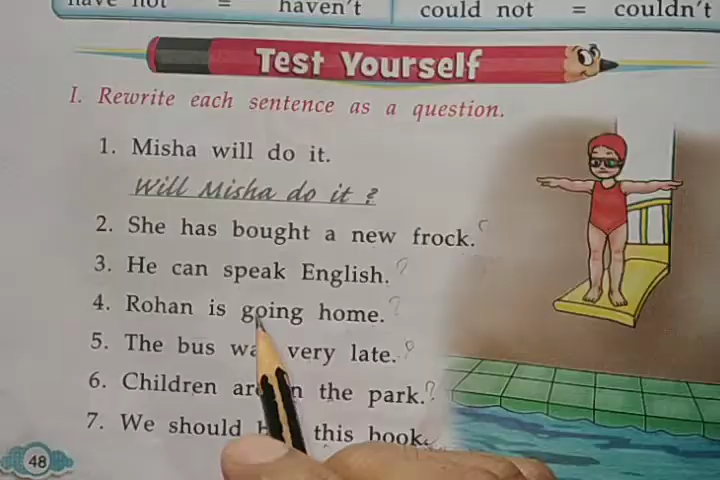 have not = haven't could not = couldn't
Test Yourself
I. Rewrite each sentence as a question.
1. Misha will do it.
Will Misha do it ?
2. She has bought a new frock.
3. He can speak English. ?
4. Rohan is going home. ?
5. The bus very late. ?
6. Children in the park. ?
7. We should this book.
48